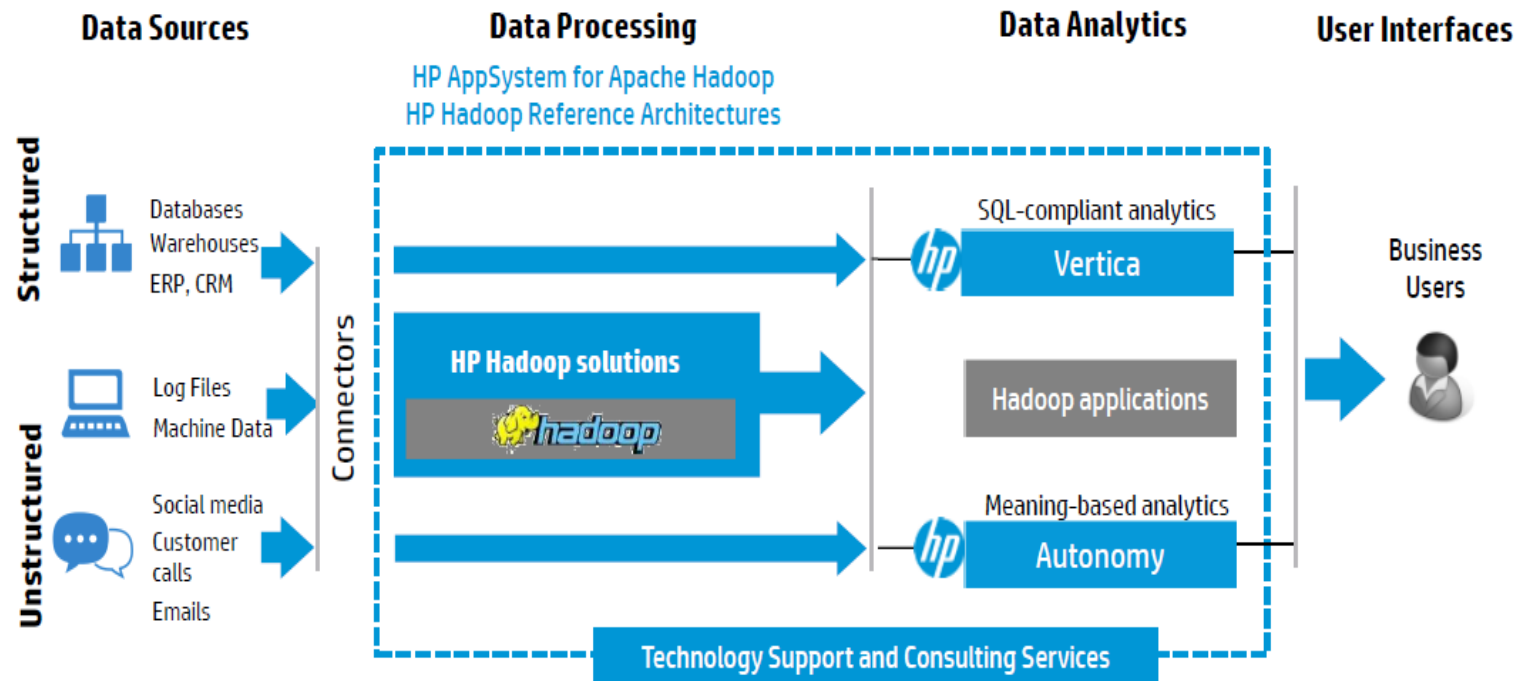 Data Sources
Data Processing
Data Analytics
User Interfaces
HP AppSystem for Apache Hadoop
HP Hadoop Reference Architectures
Structured
Databases
Warehouses
ERP, CRM
Log Files
Machine Data
Unstructured
Social media
Customer
calls
Emails
Connectors
HP Hadoop solutions
hadoop
SQL-compliant analytics
hp
Vertica
Hadoop applications
Meaning-based analytics
hp
Autonomy
Business
Users
Technology Support and Consulting Services